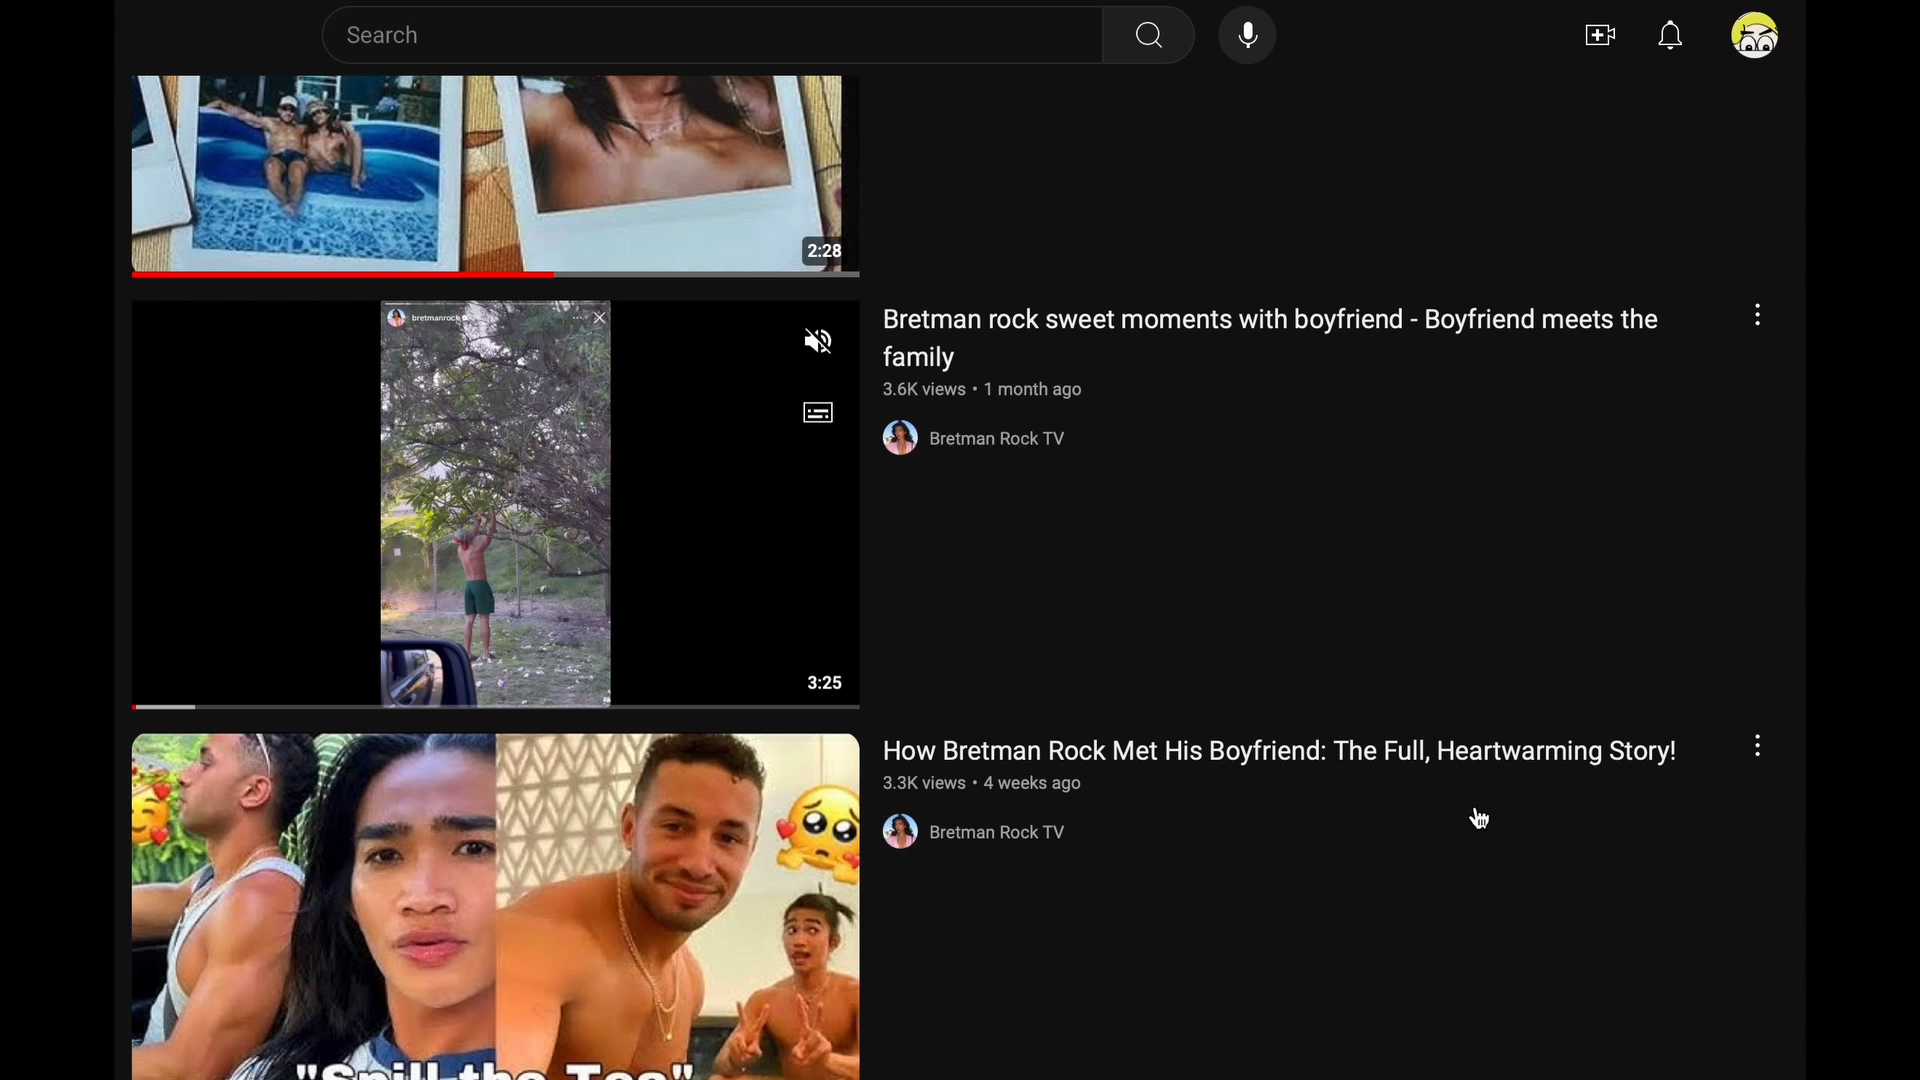 Search
2:28
bretmanrock
3:25
Bretman rock sweet moments with boyfriend - Boyfriend meets the
family
3.6K views • 1 month ago
Bretman Rock TV
How Bretman Rock Met His Boyfriend: The Full, Heartwarming Story!
3.3K views • 4 weeks ago
Bretman Rock TV
"Spill the Tea"